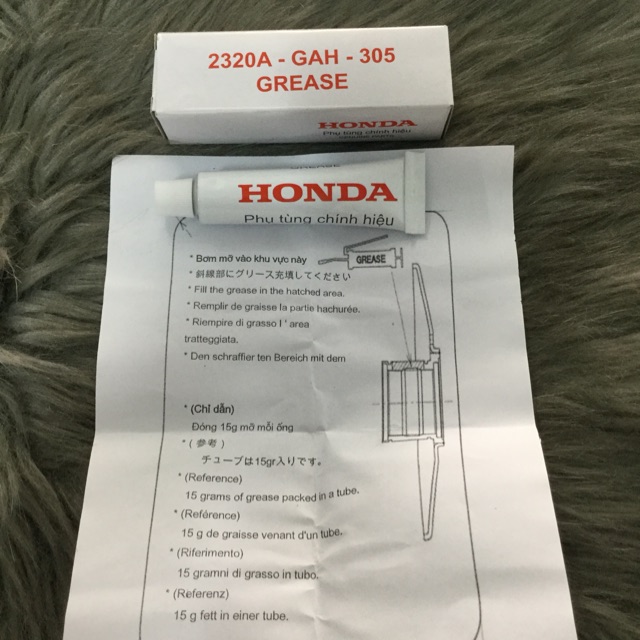 2320A - GAH - 305
GREASE
HONDA
Phụ tùng chính hiệu
HONDA
Phụ tùng chính hiệu
* Bơm mỡ vào khu vực này
* 斜線部にグリース充填してください
* Fill the grease in the hatched area.
* Remplir de graisse la partie hachurée.
* Riempire di grasso l ' area
tratteggiata.
* Den schraffier ten Bereich mit dem
GREASE
* (Chỉ dẫn)
Đóng 15g mỡ mỗi ống
* ( 参考 )
チューブは15gr入りです。
* (Reference)
15 grams of grease packed in a tube.
* (Reférence)
15 g de graisse venant d'un tube.
* (Riferimento)
15 gramni di grasso in tubo.
* (Referenz)
15 g fett in einer tube.